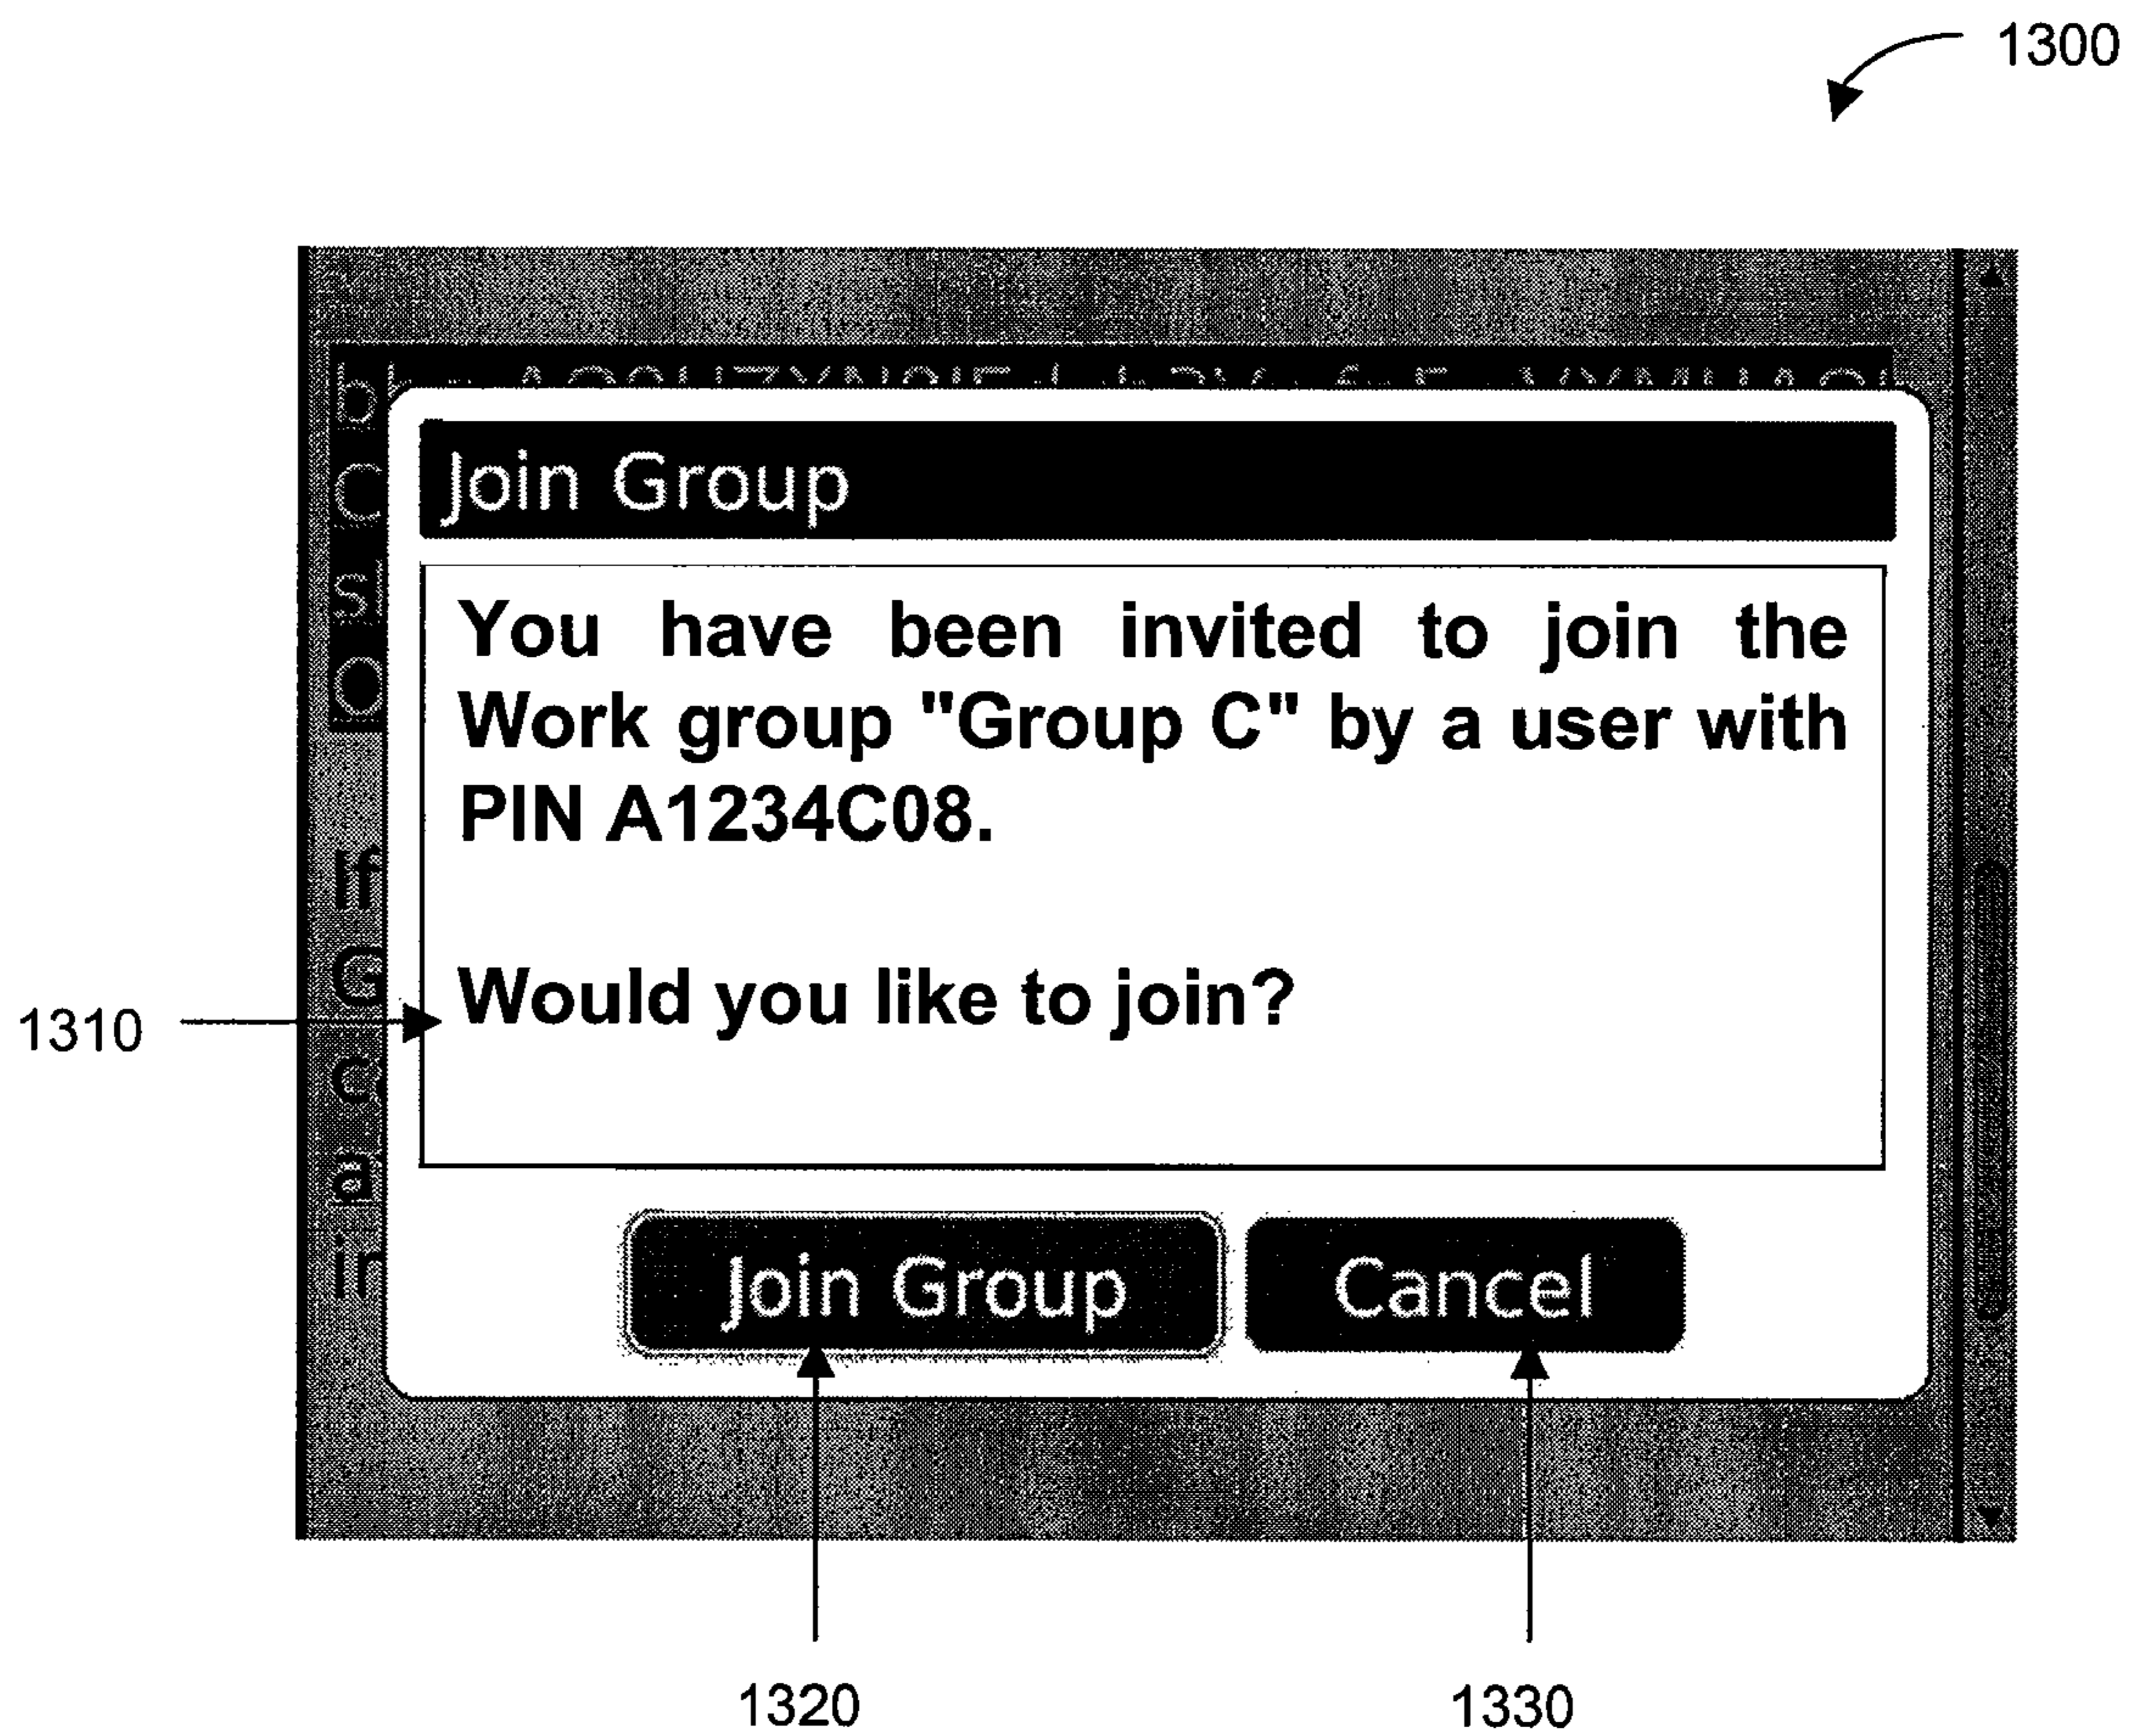 1300
Join Group
You have been invited to join the
Work group "Group C" by a user with
PIN A1234C08.
Would you like to join?
1310
Join Group Cancel
1320 1330